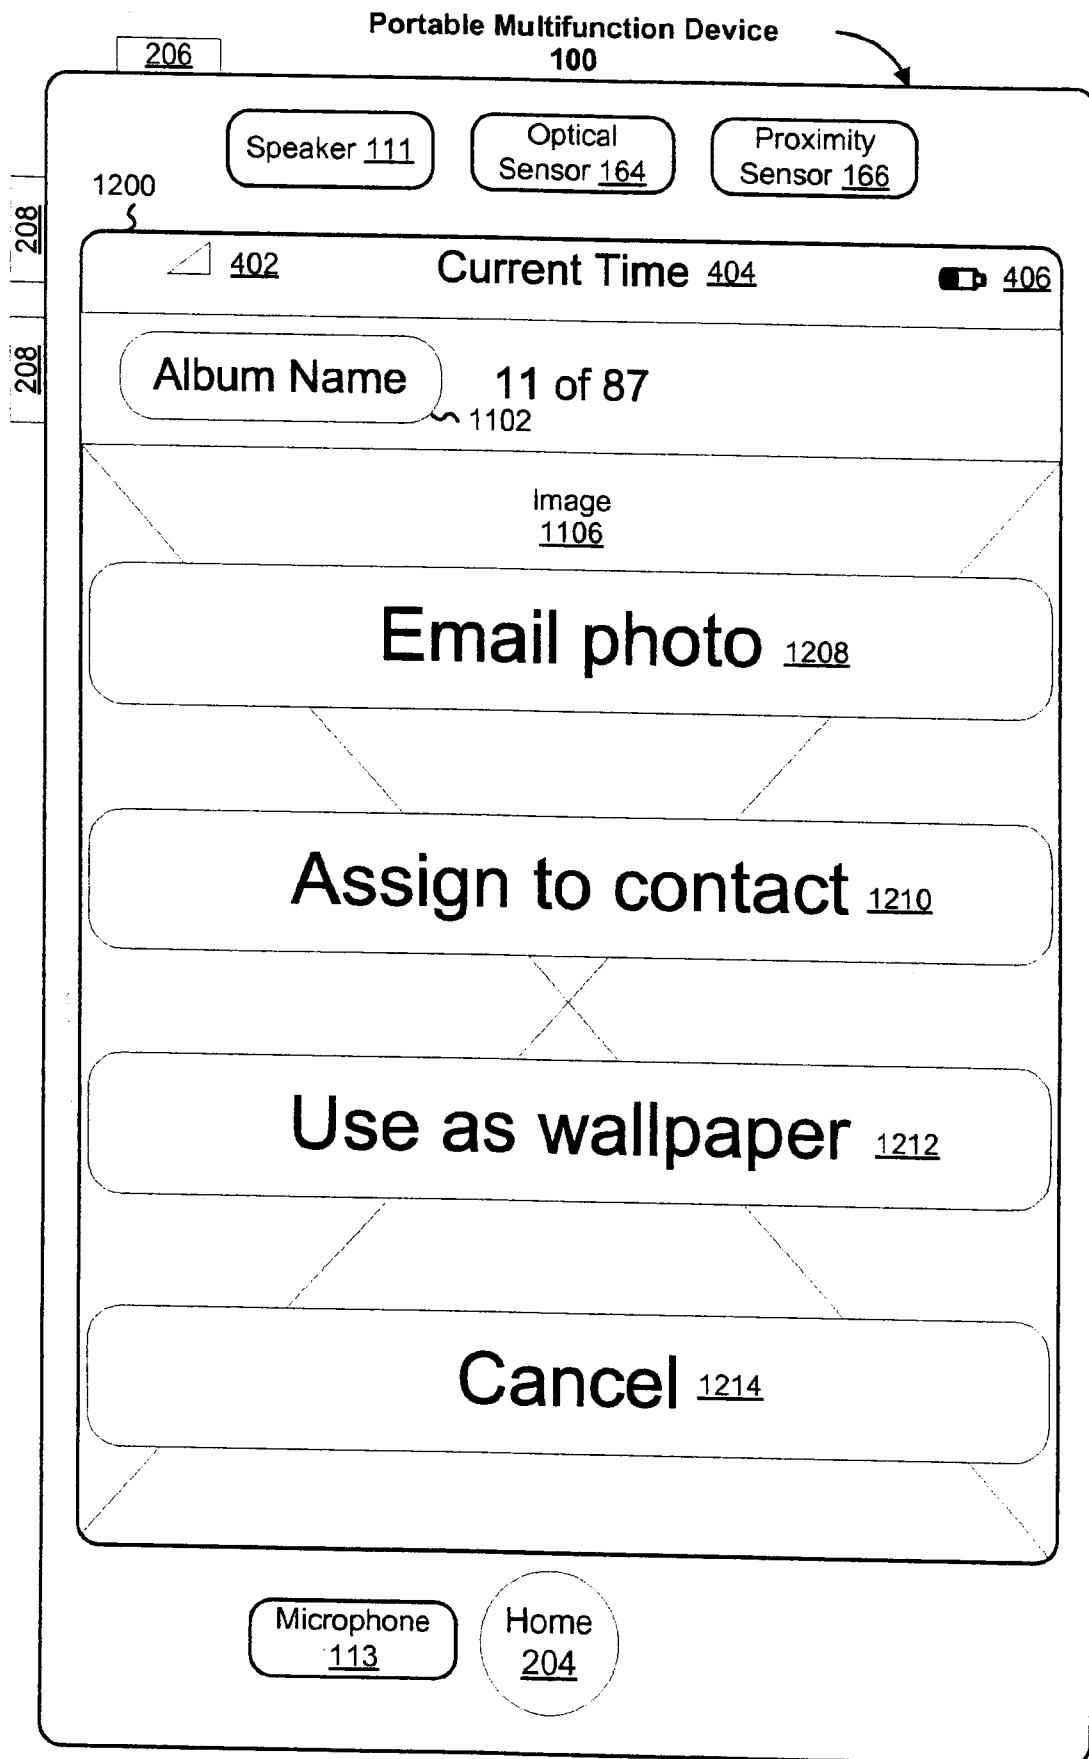 Portable Multifunction Device
100
206
Speaker 111
Optical
Sensor 164
Proximity
Sensor 166
1200
208
208
402
Current Time 404
406
Album Name
11 of 87
1102
Image
1106
Email photo 1208
Assign to contact 1210
Use as wallpaper 1212
Cancel 1214
Microphone
113
Home
204